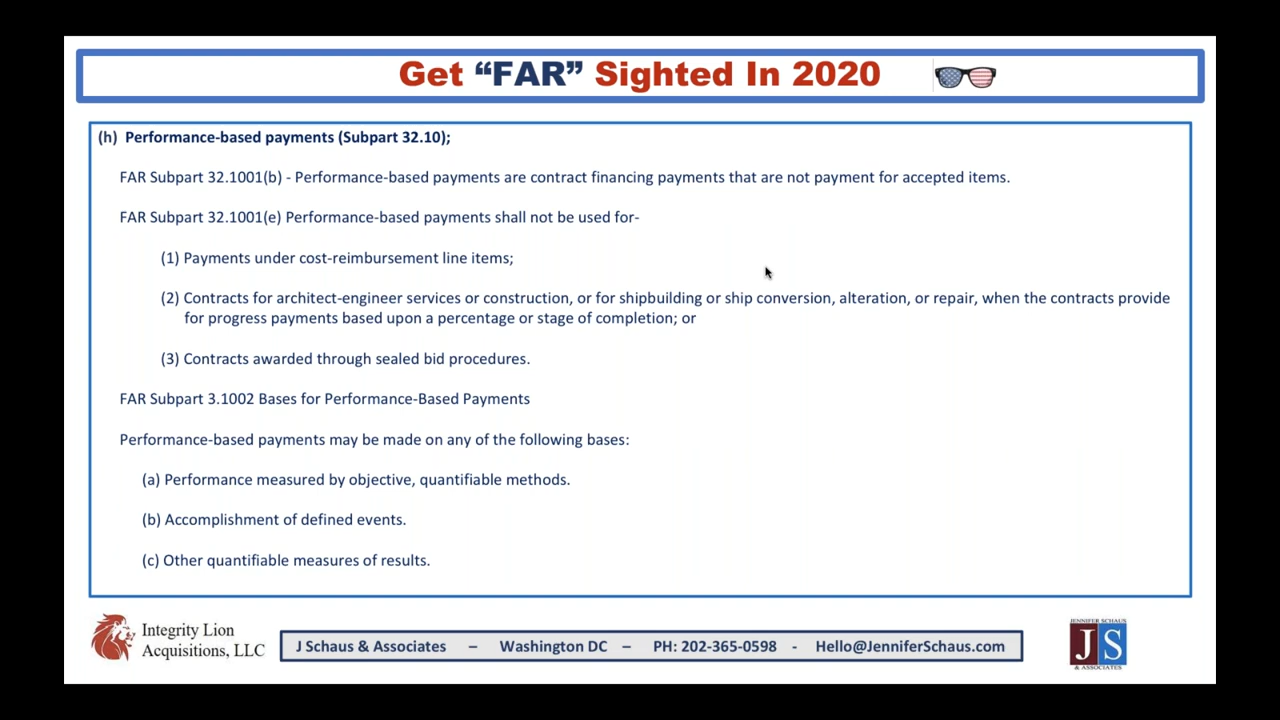 Get “FAR” Sighted In 2020
(h) Performance-based payments (Subpart 32.10);
FAR Subpart 32.1001(b) - Performance-based payments are contract financing payments that are not payment for accepted items.
FAR Subpart 32.1001(e) Performance-based payments shall not be used for-
(1) Payments under cost-reimbursement line items;
(2) Contracts for architect-engineer services or construction, or for shipbuilding or ship conversion, alteration, or repair, when the contracts provide
for progress payments based upon a percentage or stage of completion; or
(3) Contracts awarded through sealed bid procedures.
FAR Subpart 3.1002 Bases for Performance-Based Payments
Performance-based payments may be made on any of the following bases:
(a) Performance measured by objective, quantifiable methods.
(b) Accomplishment of defined events.
(c) Other quantifiable measures of results.
Integrity Lion
Acquisitions, LLC
J Schaus & Associates – Washington DC – PH: 202-365-0598 - Hello@JenniferSchaus.com
JENNIFER SCHAUS
JS
& ASSOCIATES